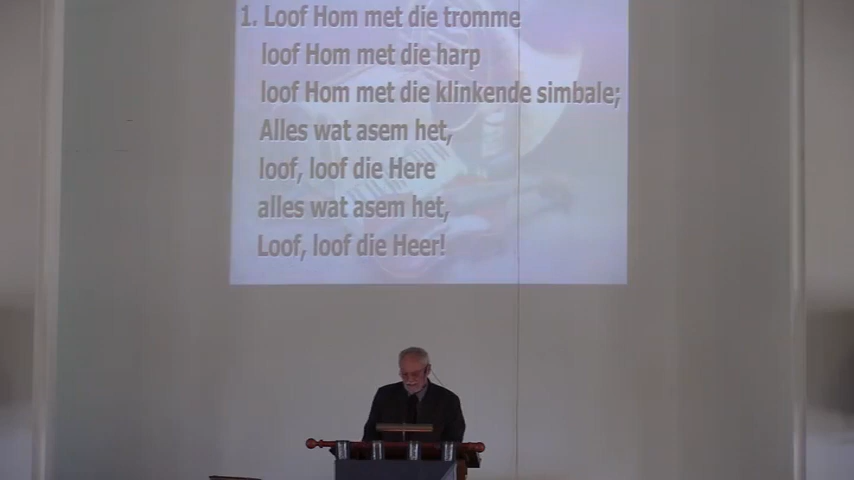 1. Loof Hom met die tromme
loof Hom met die harp
loof Hom met die klinkende simbale;
Alles wat asem het,
loof, loof die Here
alles wat asem het,
Loof, loof die Heer!